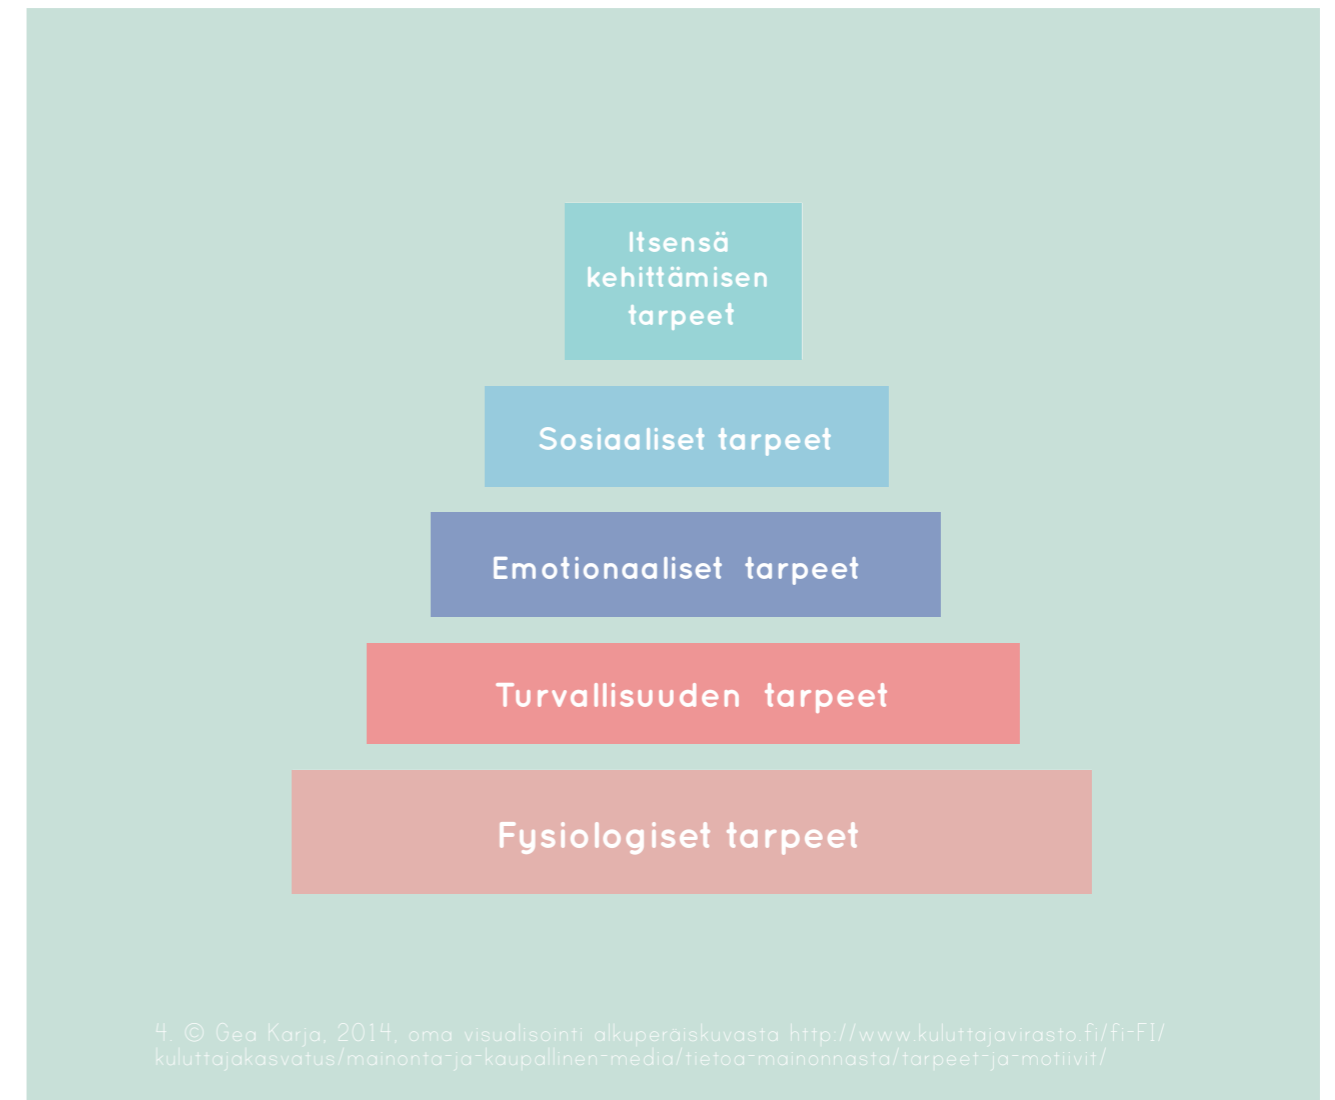 Itsensä
kehittämisen
tarpeet
Sosiaaliset tarpeet
Emotionaaliset tarpeet
Turvallisuuden tarpeet
Fysiologiset tarpeet
4. © Gea Karja, 2014, oma visualisointi alkuperäiskuvasta http://www.kuluttajavirasto.fi/fi-FI/
kuluttajakasvatus/mainonta-ja-kaupallinen-media/tietoa-mainonnasta/tarpeet-ja-motiivit/